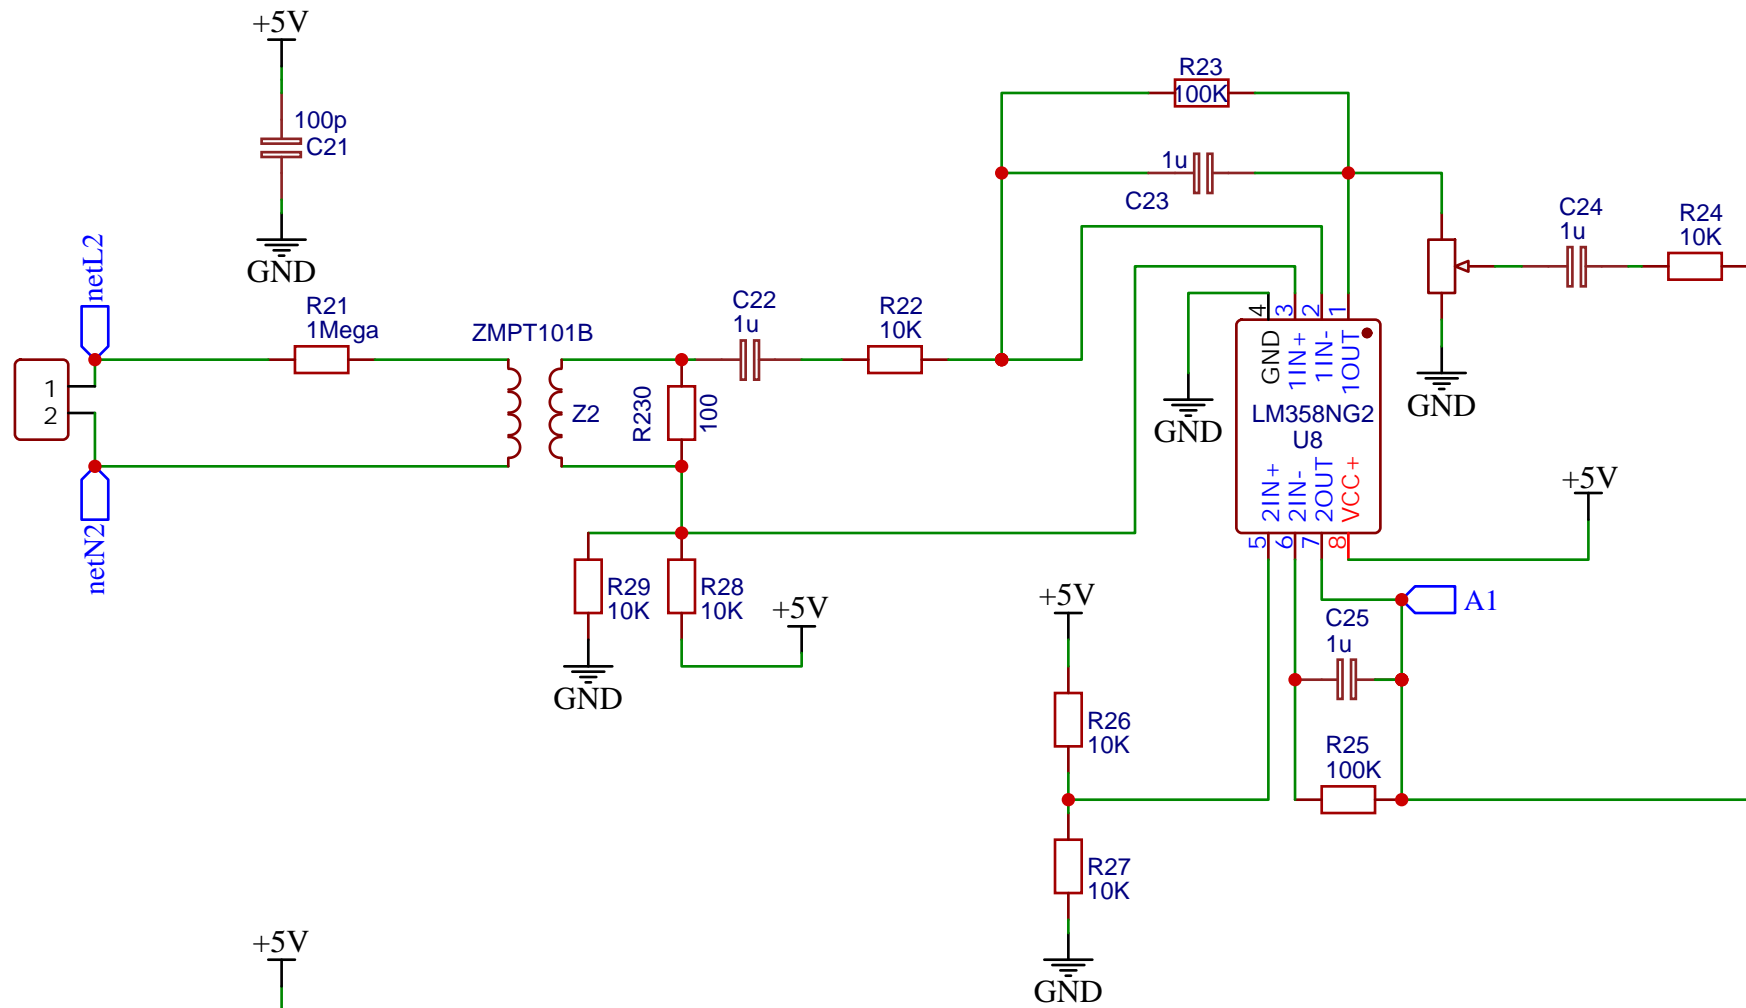 +5V
100p
C21
GND
netL2
1
2
netN2
R21
1Mega
ZMPT101B
Z2
R230
100
C22
1u
R22
10K
R23
100K
1u
C23
C24
1u
R24
10K
GND
GND
4
3
2
1
GND
1IN+
1IN-
1OUT
LM358NG2
U8
2IN+
2IN-
2OUT
VCC+
5
6
7
8
+5V
A1
C25
1u
R25
100K
R29
10K
GND
R28
10K
+5V
+5V
R26
10K
R27
10K
GND
+5V